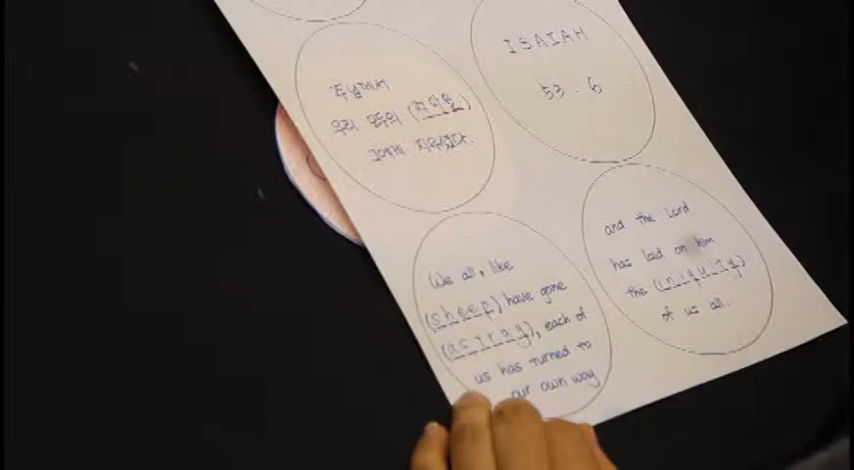 주님께서
우리 모두의 (죄악을)
그에게 지우셨다.
ISAIAH
53 . 6
We all, like
(sheep) have gone
(astray), each of
us has turned to
our own way
and the Lord
has laid on him
the (iniquity)
of us all.